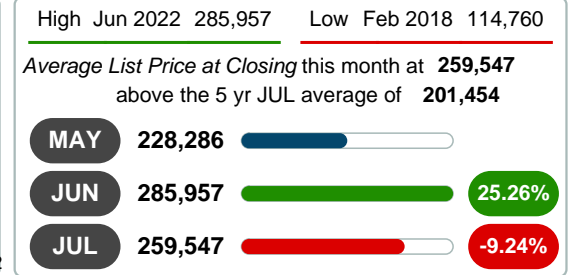 High Jun 2022 285,957 Low Feb 2018 114,760
Average List Price at Closing this month at 259,547
above the 5 yr JUL average of 201,454
MAY 228,286
JUN 285,957 25.26%
JUL 259,547 -9.24%